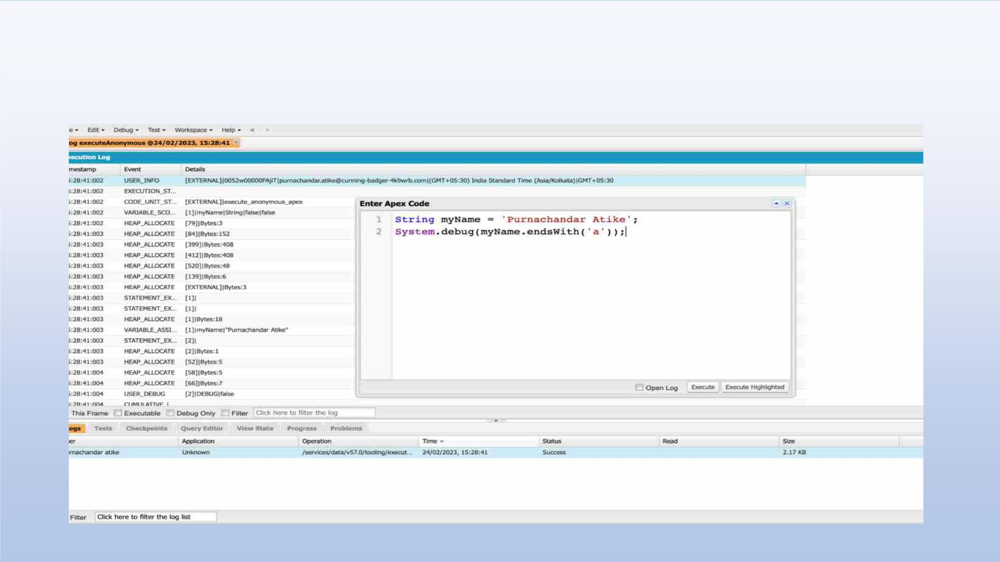 e Edit Debug Test Workspace Help < >
og executeAnonymous @24/02/2023, 15:28:41
xecution Log
mestamp Event Details
5:28:41:002 USER_INFO [EXTERNAL]|0052w00000FAjiT|purnachandar.atike@cunning-badger-4k9wrb.com|(GMT+05:30) India Standard Time (Asia/Kolkata)|GMT+05:30
5:28:41:002 EXECUTION_ST...
5:28:41:002 CODE_UNIT_ST... [EXTERNAL]|execute_anonymous_apex
5:28:41:002 VARIABLE_SCO... [1]|myName|String|false|false
5:28:41:002 HEAP_ALLOCATE [79]|Bytes:3
5:28:41:003 HEAP_ALLOCATE [84]|Bytes:152
5:28:41:003 HEAP_ALLOCATE [399]|Bytes:408
5:28:41:003 HEAP_ALLOCATE [412]|Bytes:408
5:28:41:003 HEAP_ALLOCATE [520]|Bytes:48
5:28:41:003 HEAP_ALLOCATE [139]|Bytes:6
5:28:41:003 HEAP_ALLOCATE [EXTERNAL]|Bytes:3
5:28:41:003 STATEMENT_EX... [1]|
5:28:41:003 STATEMENT_EX... [1]|
5:28:41:003 HEAP_ALLOCATE [1]|Bytes:18
5:28:41:003 VARIABLE_ASSI... [1]|myName|"Purnachandar Atike"
5:28:41:003 STATEMENT_EX... [2]|
5:28:41:003 HEAP_ALLOCATE [2]|Bytes:1
5:28:41:003 HEAP_ALLOCATE [52]|Bytes:5
5:28:41:004 HEAP_ALLOCATE [58]|Bytes:5
5:28:41:004 HEAP_ALLOCATE [66]|Bytes:7
5:28:41:004 USER_DEBUG [2]|DEBUG|false
5:28:41:004 CUMULATIVE_L
Enter Apex Code
1 String myName = 'Purnachandar Atike';
2 System.debug(myName.endsWith('a'));
Open Log Execute Execute Highlighted
This Frame Executable Debug Only Filter Click here to filter the log
ogs Tests Checkpoints Query Editor View State Progress Problems
er Application Operation Time Status Read Size
rnachandar atike Unknown /services/data/v57.0/tooling/execut... 24/02/2023, 15:28:41 Success 2.17 KB
Filter Click here to filter the log list